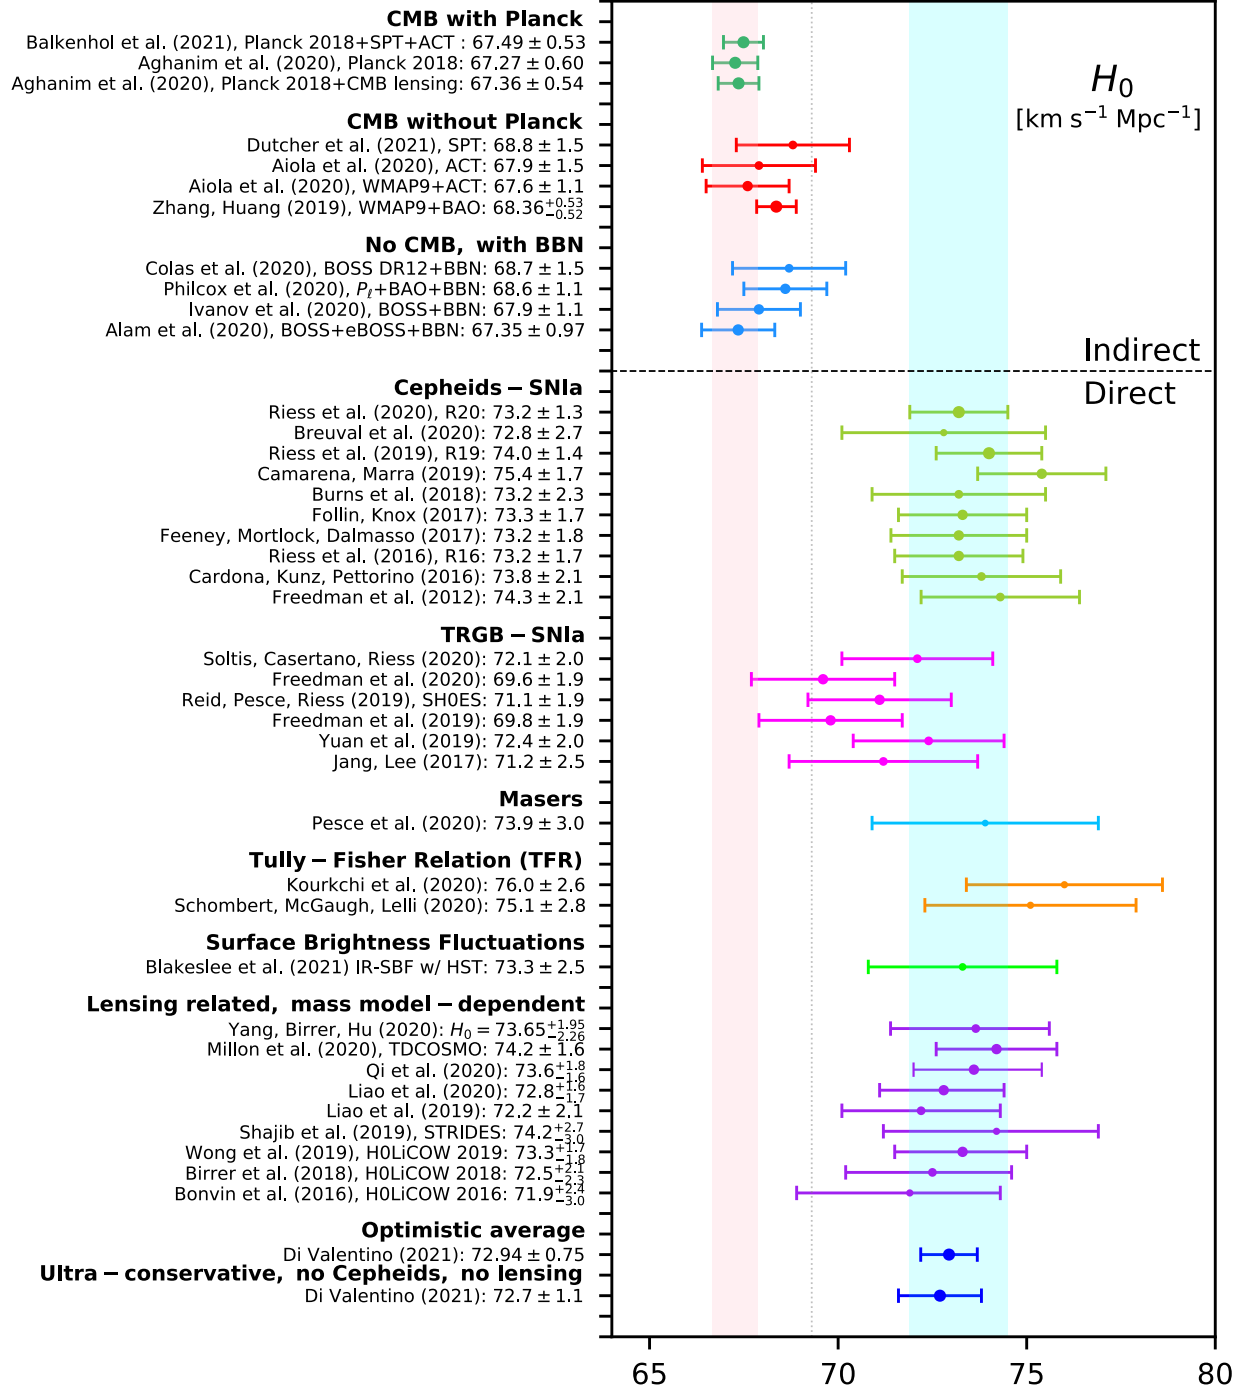 CMB with Planck
Balkenhol et al. (2021), Planck 2018+SPT+ACT : 67.49 ± 0.53
Aghanim et al. (2020), Planck 2018: 67.27 ± 0.60
Aghanim et al. (2020), Planck 2018+CMB lensing: 67.36 ± 0.54
H₀
[km s⁻¹ Mpc⁻¹]
CMB without Planck
Dutcher et al. (2021), SPT: 68.8 ± 1.5
Aiola et al. (2020), ACT: 67.9 ± 1.5
Aiola et al. (2020), WMAP9+ACT: 67.6 ± 1.1
Zhang, Huang (2019), WMAP9+BAO: 68.36+0.53−0.52
No CMB, with BBN
Colas et al. (2020), BOSS DR12+BBN: 68.7 ± 1.5
Philcox et al. (2020), Pℓ+BAO+BBN: 68.6 ± 1.1
Ivanov et al. (2020), BOSS+BBN: 67.9 ± 1.1
Alam et al. (2020), BOSS+eBOSS+BBN: 67.35 ± 0.97
Indirect
Direct
Cepheids − SNIa
Riess et al. (2020), R20: 73.2 ± 1.3
Breuval et al. (2020): 72.8 ± 2.7
Riess et al. (2019), R19: 74.0 ± 1.4
Camarena, Marra (2019): 75.4 ± 1.7
Burns et al. (2018): 73.2 ± 2.3
Follin, Knox (2017): 73.3 ± 1.7
Feeney, Mortlock, Dalmasso (2017): 73.2 ± 1.8
Riess et al. (2016), R16: 73.2 ± 1.7
Cardona, Kunz, Pettorino (2016): 73.8 ± 2.1
Freedman et al. (2012): 74.3 ± 2.1
TRGB − SNIa
Soltis, Casertano, Riess (2020): 72.1 ± 2.0
Freedman et al. (2020): 69.6 ± 1.9
Reid, Pesce, Riess (2019), SH0ES: 71.1 ± 1.9
Freedman et al. (2019): 69.8 ± 1.9
Yuan et al. (2019): 72.4 ± 2.0
Jang, Lee (2017): 71.2 ± 2.5
Masers
Pesce et al. (2020): 73.9 ± 3.0
Tully − Fisher Relation (TFR)
Kourkchi et al. (2020): 76.0 ± 2.6
Schombert, McGaugh, Lelli (2020): 75.1 ± 2.8
Surface Brightness Fluctuations
Blakeslee et al. (2021) IR-SBF w/ HST: 73.3 ± 2.5
Lensing related, mass model − dependent
Yang, Birrer, Hu (2020): H₀ = 73.65+1.95−2.26
Millon et al. (2020), TDCOSMO: 74.2 ± 1.6
Qi et al. (2020): 73.6+1.8−1.6
Liao et al. (2020): 72.8+1.6−1.7
Liao et al. (2019): 72.2 ± 2.1
Shajib et al. (2019), STRIDES: 74.2+2.7−3.0
Wong et al. (2019), H0LiCOW 2019: 73.3+1.7−1.8
Birrer et al. (2018), H0LiCOW 2018: 72.5+2.1−2.3
Bonvin et al. (2016), H0LiCOW 2016: 71.9+2.4−3.0
Optimistic average
Di Valentino (2021): 72.94 ± 0.75
Ultra − conservative, no Cepheids, no lensing
Di Valentino (2021): 72.7 ± 1.1
65 70 75 80